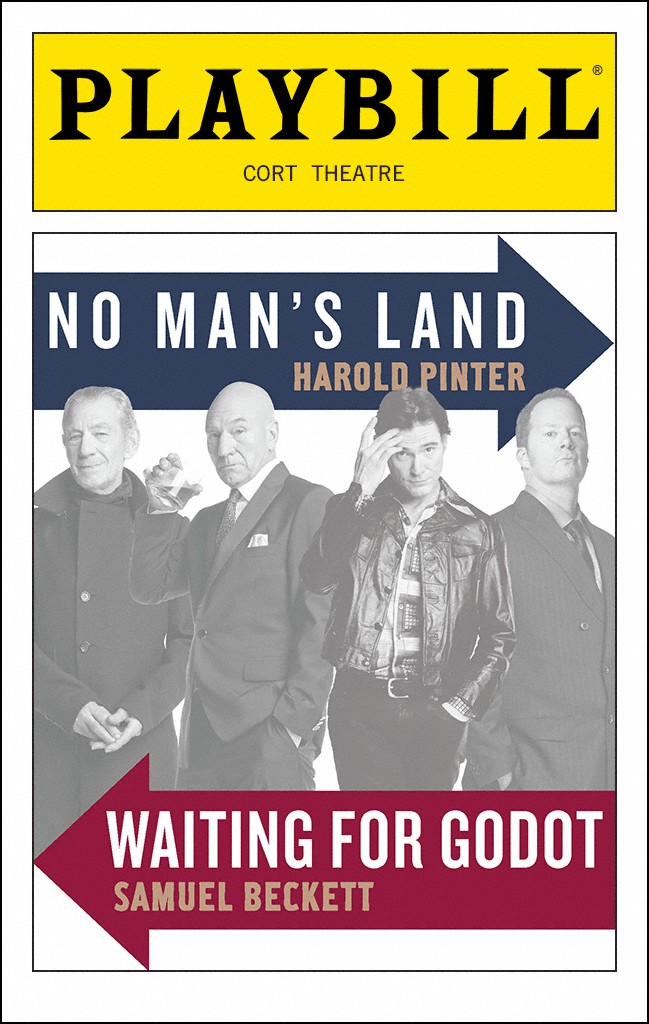 PLAYBILL®
CORT THEATRE
NO MAN'S LAND
HAROLD PINTER
WAITING FOR GODOT
SAMUEL BECKETT